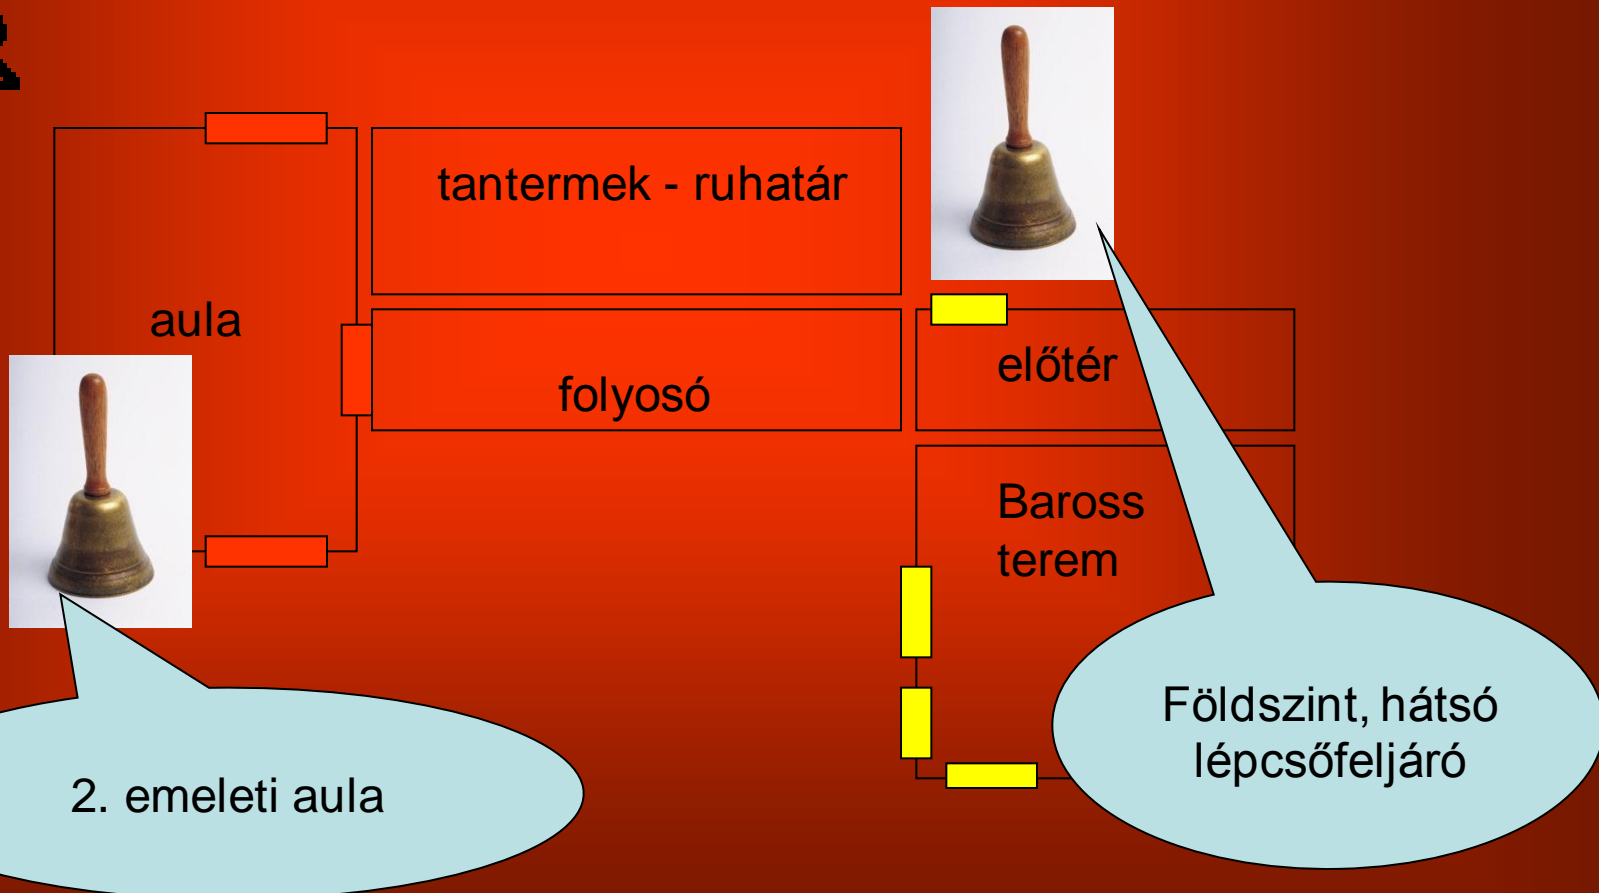 tantermek - ruhatár
aula
előtér
folyosó
Baross
terem
Földszint, hátsó
lépcsőfeljáró
2. emeleti aula